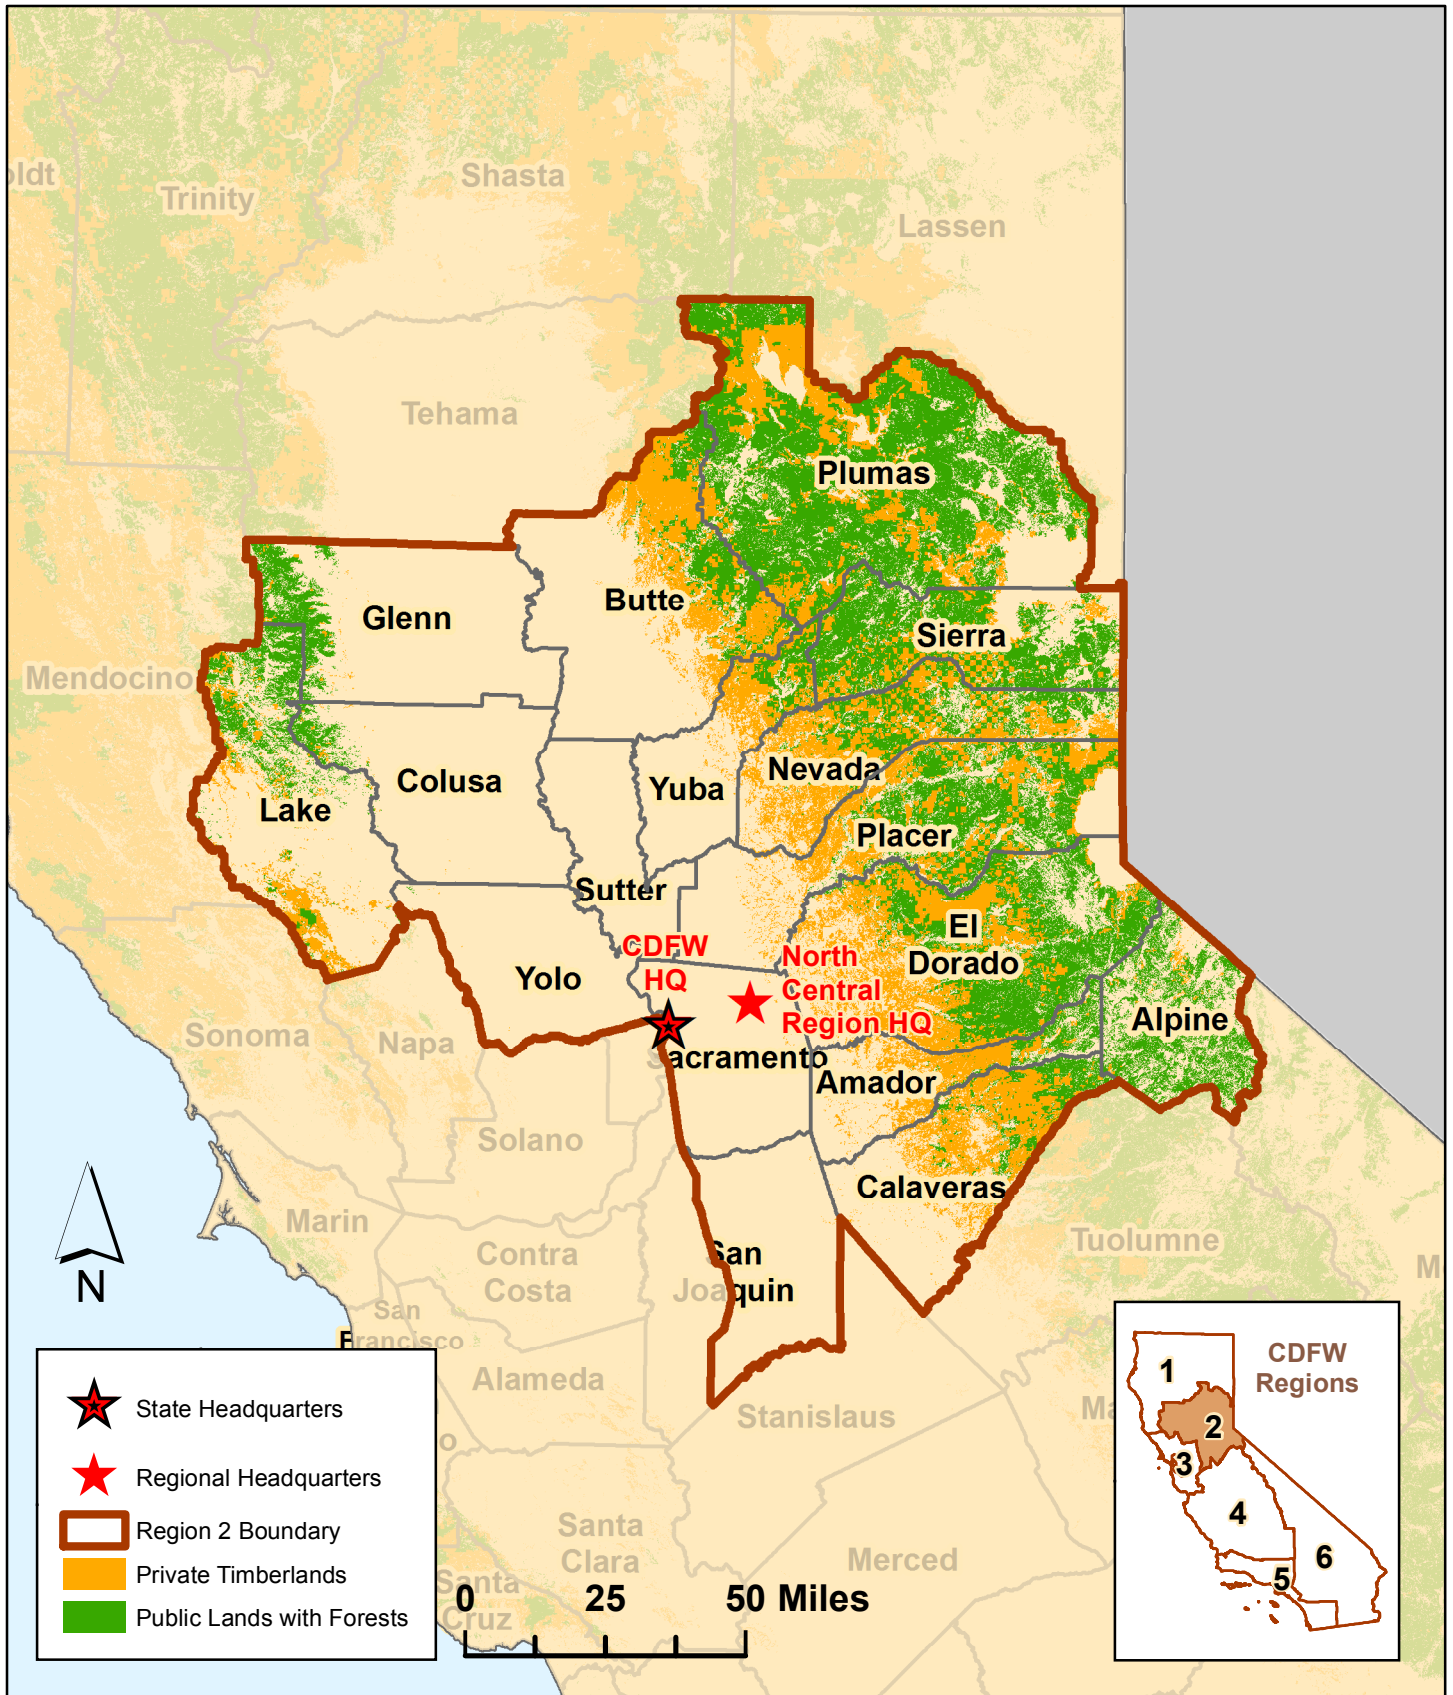 oldt
Trinity
Shasta
Lassen
Tehama
Plumas
Butte
Glenn
Sierra
Mendocino
Nevada
Colusa
Yuba
Lake
Placer
Sutter
El
Dorado
CDFW
HQ
North
Central
Region HQ
Yolo
Alpine
Sonoma
Napa
Sacramento
Amador
Solano
Calaveras
Marin
Tuolumne
Contra
Costa
San
Joaquin
San
Francisco
Alameda
Stanislaus
Ma
M
o
Santa
Clara
Merced
Santa
Cruz
N
State Headquarters
Regional Headquarters
Region 2 Boundary
Private Timberlands
Public Lands with Forests
0 25 50 Miles
CDFW
Regions
1
2
3
4
5
6